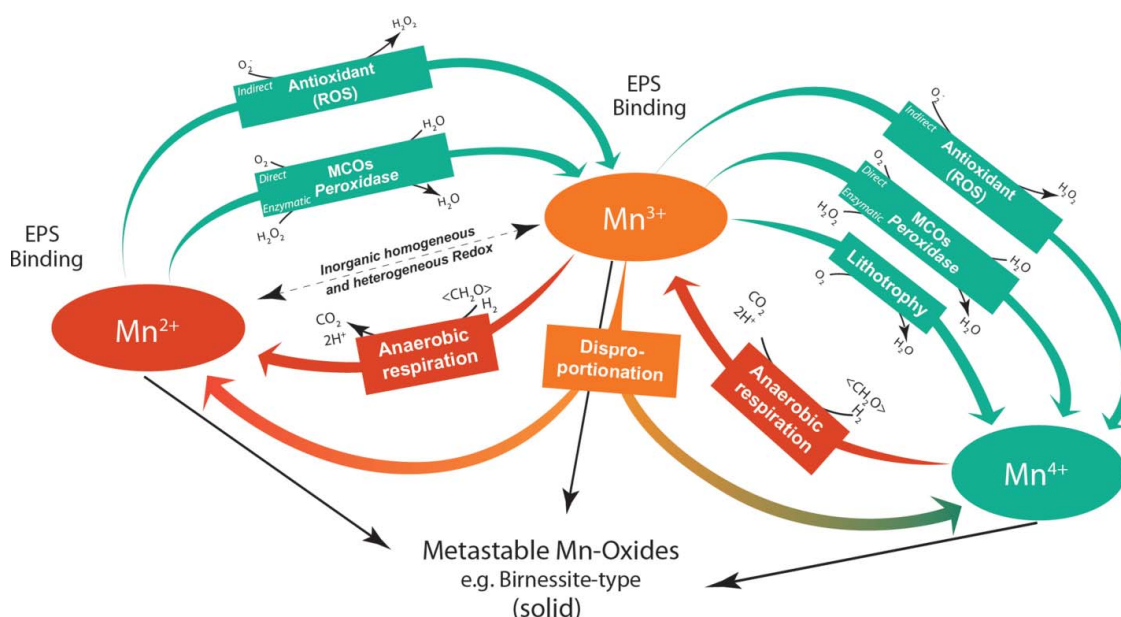 O₂⁻
H₂O₂
Indirect
Antioxidant
(ROS)
EPS
Binding
O₂
H₂O
Direct
MCOs
Peroxidase
Enzymatic
H₂O₂
H₂O
EPS
Binding
Mn²⁺
Inorganic homogeneous
and heterogeneous Redox
Mn³⁺
CO₂
2H⁺
<CH₂O>
H₂
Anaerobic
respiration
Dispro-
portionation
O₂⁻
Indirect
Antioxidant
(ROS)
H₂O₂
O₂
Direct
MCOs
Peroxidase
Enzymatic
H₂O₂
H₂O
H₂O
Lithotrophy
O₂
H₂O
CO₂
2H⁺
<CH₂O>
H₂
Anaerobic
respiration
Mn⁴⁺
Metastable Mn-Oxides
e.g. Birnessite-type
(solid)